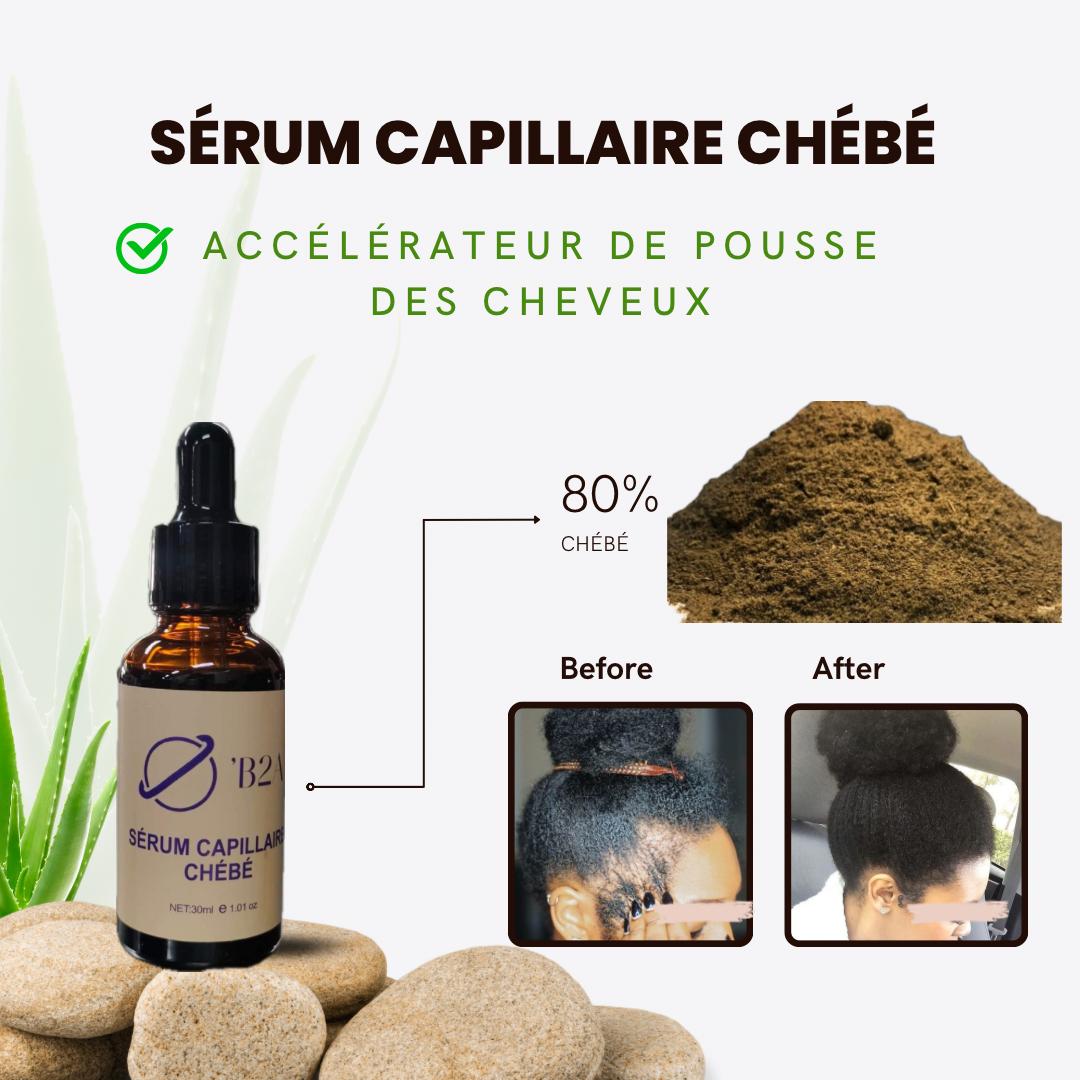 SÉRUM CAPILLAIRE CHÉBÉ
ACCÉLÉRATEUR DE POUSSE
DES CHEVEUX
80%
CHÉBÉ
Before
After
'B2A
SÉRUM CAPILLAIRE
CHÉBÉ
NET:30ml e 1.01 oz